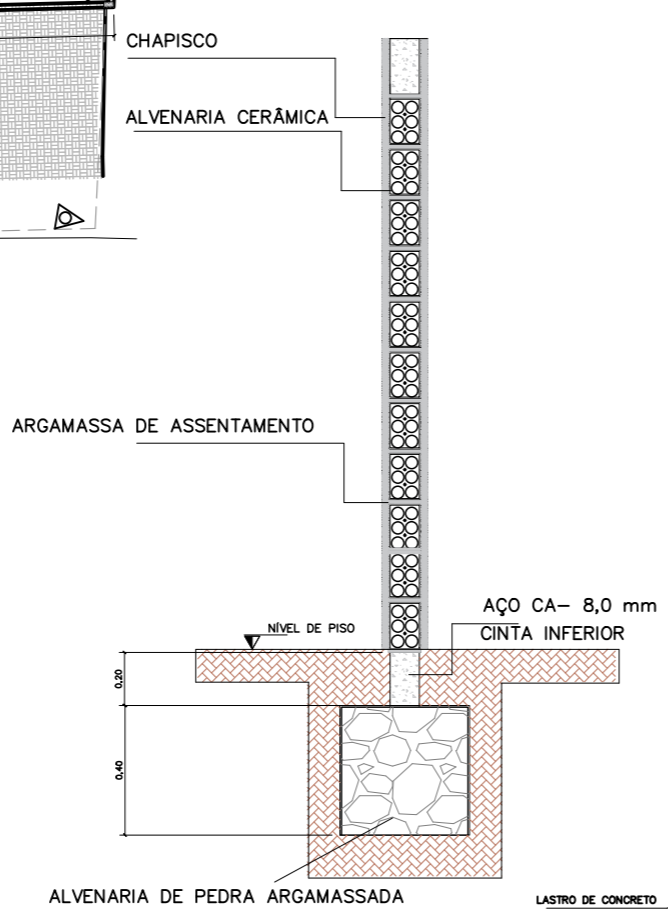 CHAPISCO
ALVENARIA CERÂMICA
ARGAMASSA DE ASSENTAMENTO
AÇO CA- 8,0 mm
CINTA INFERIOR
NÍVEL DE PISO
0,20
0,40
ALVENARIA DE PEDRA ARGAMASSADA
LASTRO DE CONCRETO